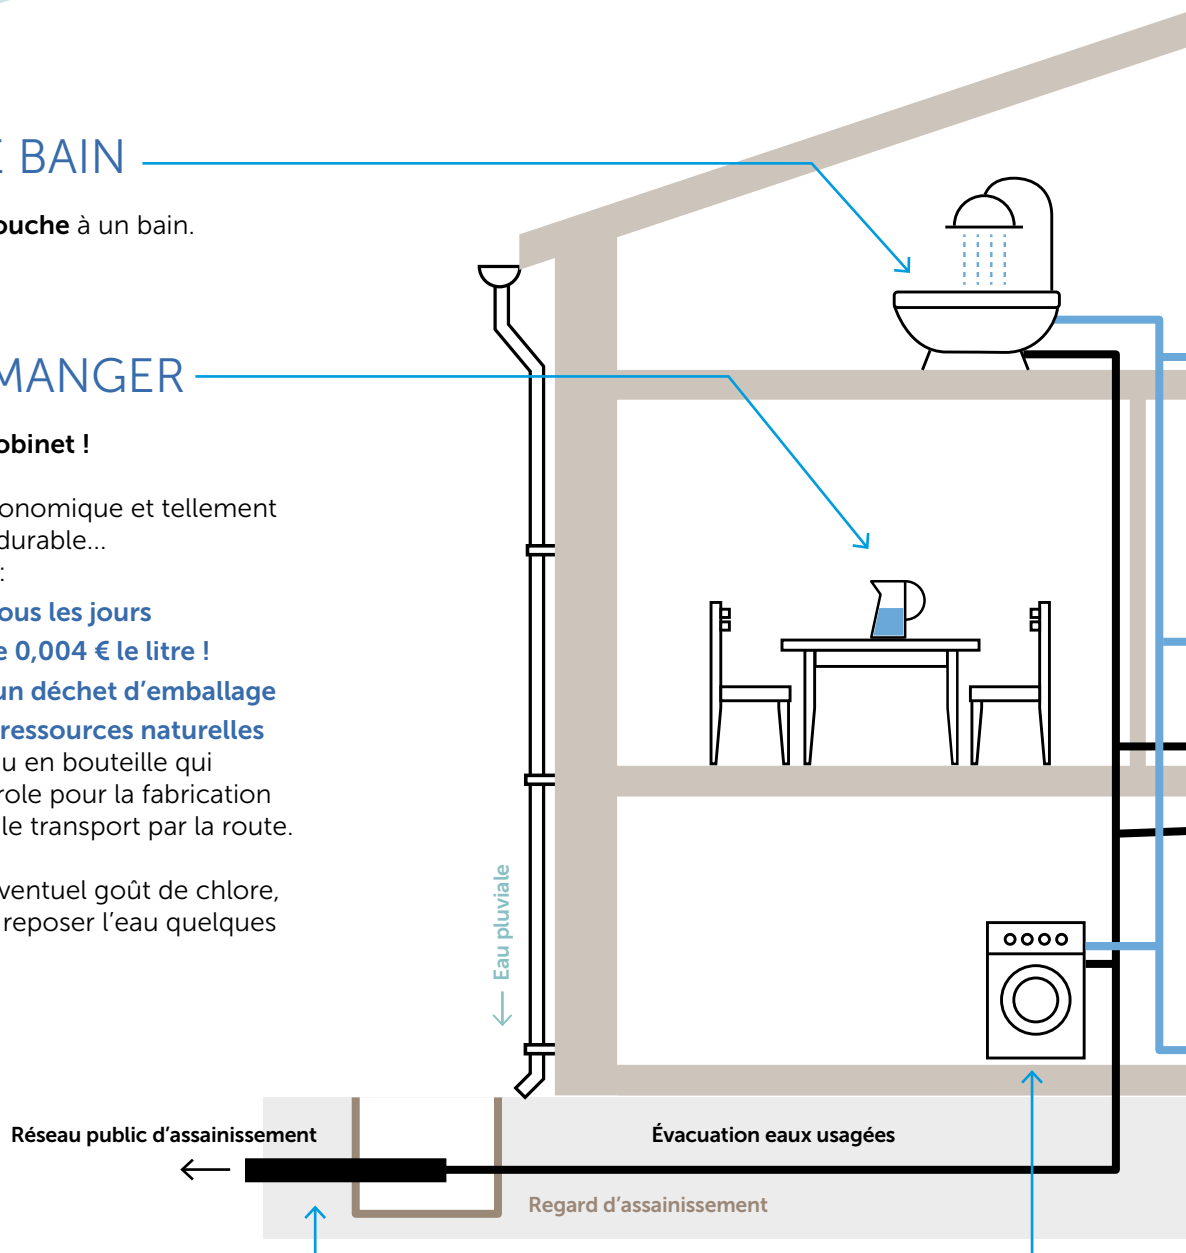 E BAIN
ouche à un bain.
MANGER
obinet !
onomique et tellement
durable...
:
ous les jours
e 0,004 € le litre !
un déchet d'emballage
ressources naturelles
u en bouteille qui
role pour la fabrication
le transport par la route.
ventuel goût de chlore,
reposer l'eau quelques
Eau pluviale
Réseau public d'assainissement
Évacuation eaux usagées
Regard d'assainissement